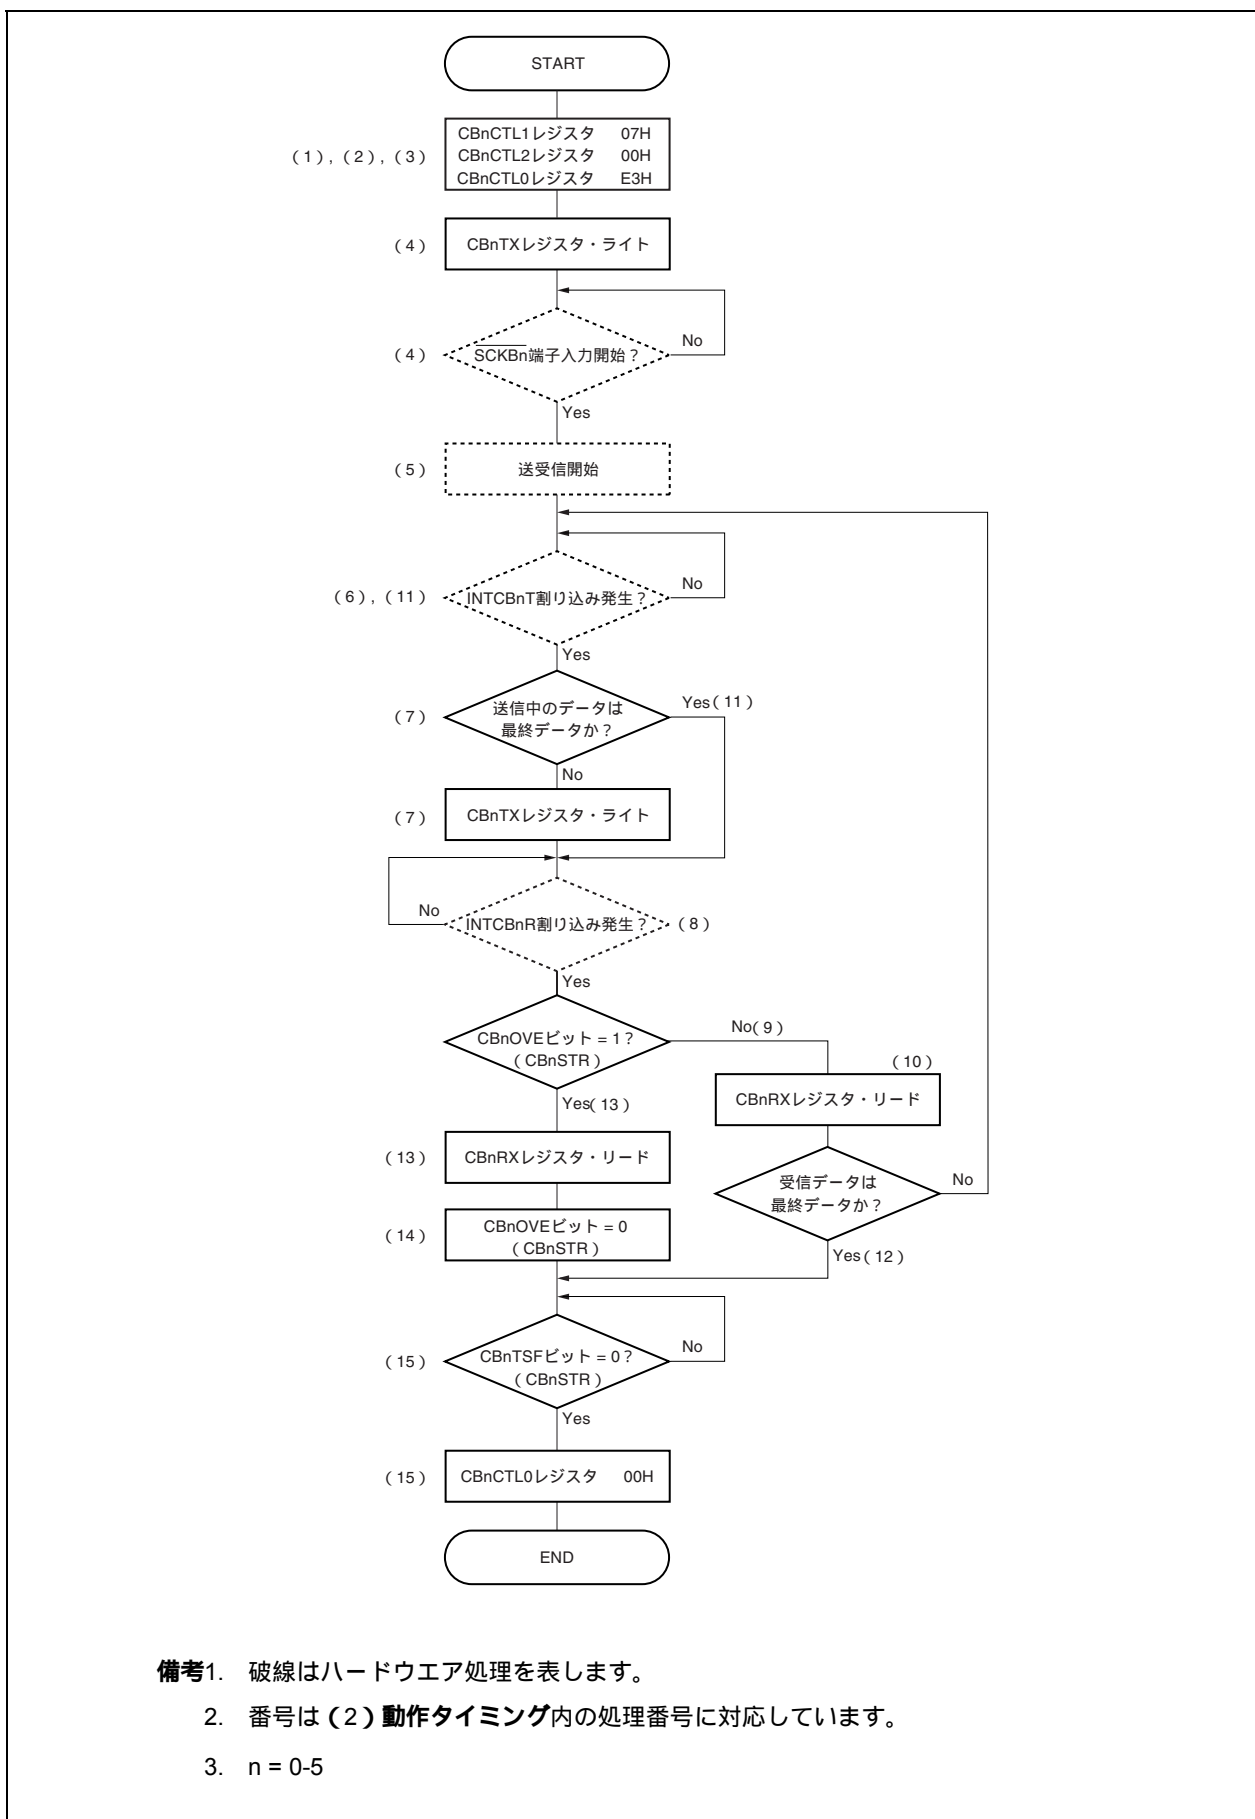 START
CBnCTL1レジスタ 07H
(1), (2), (3) CBnCTL2レジスタ 00H
CBnCTL0レジスタ E3H
(4) CBnTXレジスタ・ライト
(4) SCKBn端子入力開始？ No
Yes
(5) 送受信開始
(6), (11) INTCBnT割り込み発生？ No
Yes
(7) 送信中のデータは
最終データか？ Yes(11)
No
(7) CBnTXレジスタ・ライト
No INTCBnR割り込み発生？ (8)
Yes
CBnOVEビット = 1？
(CBnSTR)
No(9)
(10)
CBnRXレジスタ・リード
Yes(13)
(13) CBnRXレジスタ・リード
受信データは
最終データか？ No
(14) CBnOVEビット = 0
(CBnSTR)
Yes(12)
(15) CBnTSFビット = 0？
(CBnSTR)
No
Yes
(15) CBnCTL0レジスタ 00H
END
備考1. 破線はハードウエア処理を表します。
2. 番号は(2)動作タイミング内の処理番号に対応しています。
3. n = 0-5